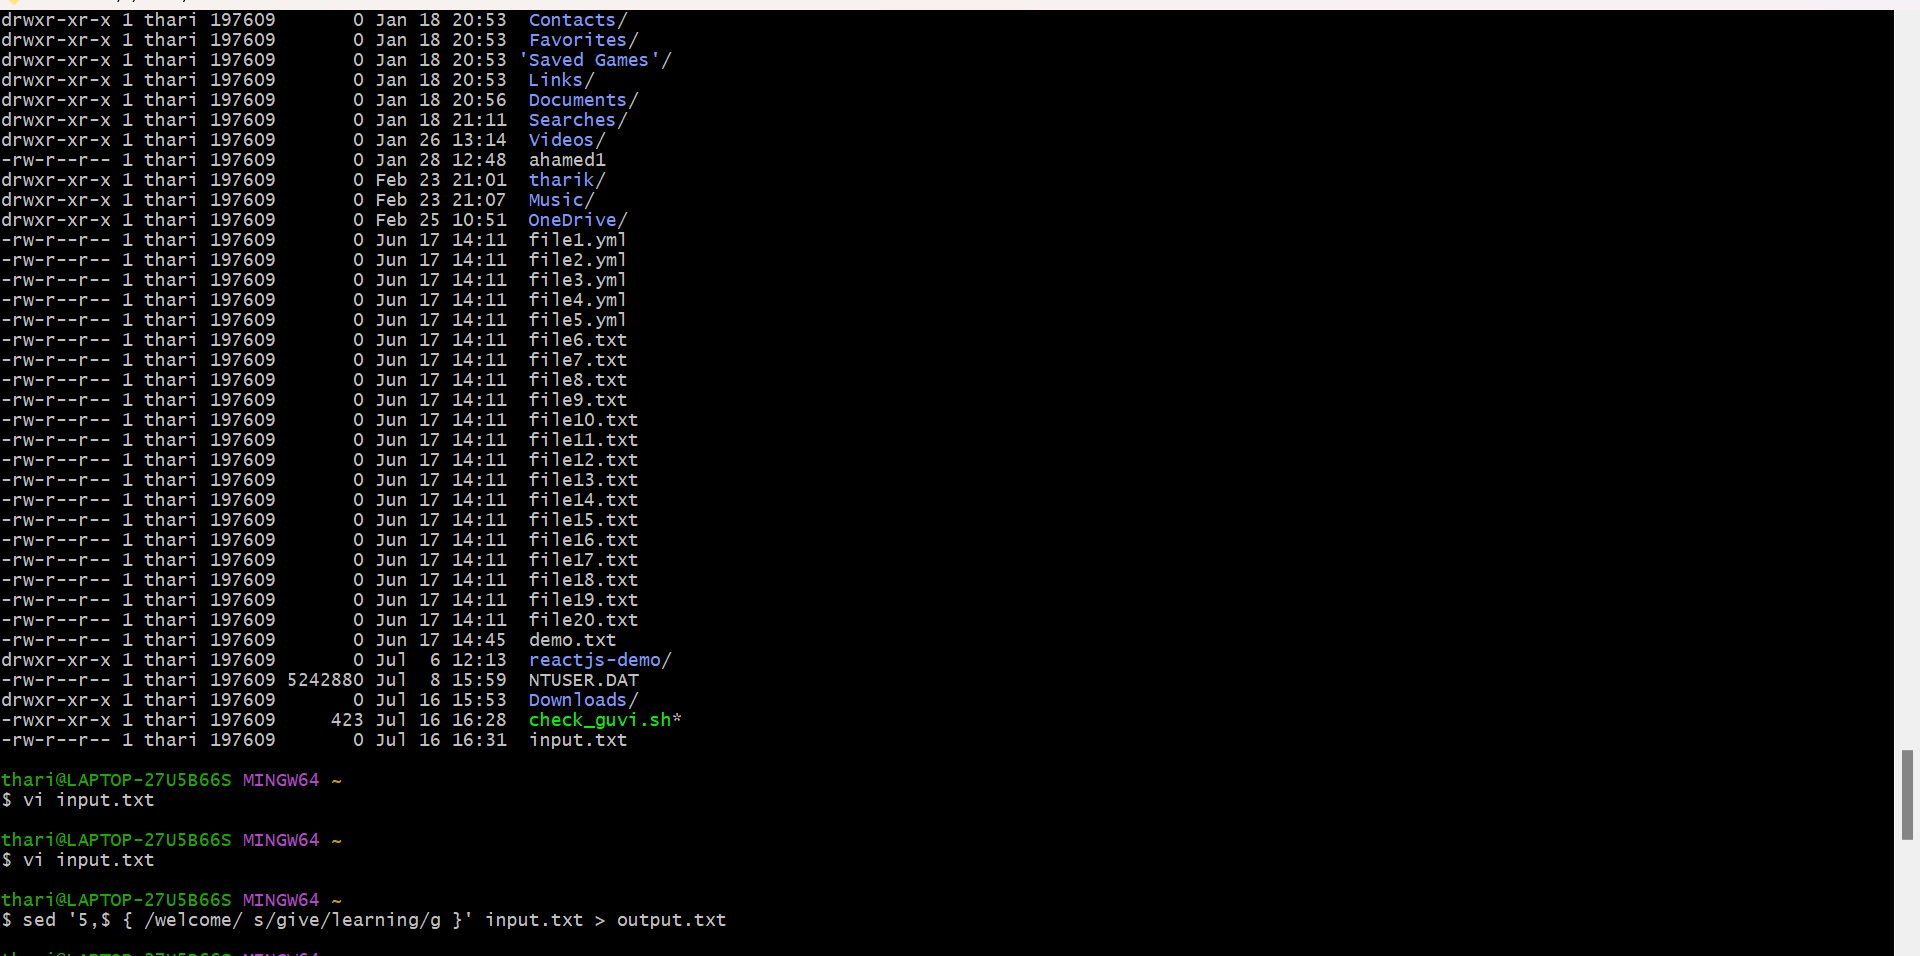 drwxr-xr-x 1 thari 197609       0 Jan 18 20:53  Contacts/
drwxr-xr-x 1 thari 197609       0 Jan 18 20:53  Favorites/
drwxr-xr-x 1 thari 197609       0 Jan 18 20:53 'Saved Games'/
drwxr-xr-x 1 thari 197609       0 Jan 18 20:53  Links/
drwxr-xr-x 1 thari 197609       0 Jan 18 20:56  Documents/
drwxr-xr-x 1 thari 197609       0 Jan 18 21:11  Searches/
drwxr-xr-x 1 thari 197609       0 Jan 26 13:14  Videos/
-rw-r--r-- 1 thari 197609       0 Jan 28 12:48  ahamed1
drwxr-xr-x 1 thari 197609       0 Feb 23 21:01  tharik/
drwxr-xr-x 1 thari 197609       0 Feb 23 21:07  Music/
drwxr-xr-x 1 thari 197609       0 Feb 25 10:51  OneDrive/
-rw-r--r-- 1 thari 197609       0 Jun 17 14:11  file1.yml
-rw-r--r-- 1 thari 197609       0 Jun 17 14:11  file2.yml
-rw-r--r-- 1 thari 197609       0 Jun 17 14:11  file3.yml
-rw-r--r-- 1 thari 197609       0 Jun 17 14:11  file4.yml
-rw-r--r-- 1 thari 197609       0 Jun 17 14:11  file5.yml
-rw-r--r-- 1 thari 197609       0 Jun 17 14:11  file6.txt
-rw-r--r-- 1 thari 197609       0 Jun 17 14:11  file7.txt
-rw-r--r-- 1 thari 197609       0 Jun 17 14:11  file8.txt
-rw-r--r-- 1 thari 197609       0 Jun 17 14:11  file9.txt
-rw-r--r-- 1 thari 197609       0 Jun 17 14:11  file10.txt
-rw-r--r-- 1 thari 197609       0 Jun 17 14:11  file11.txt
-rw-r--r-- 1 thari 197609       0 Jun 17 14:11  file12.txt
-rw-r--r-- 1 thari 197609       0 Jun 17 14:11  file13.txt
-rw-r--r-- 1 thari 197609       0 Jun 17 14:11  file14.txt
-rw-r--r-- 1 thari 197609       0 Jun 17 14:11  file15.txt
-rw-r--r-- 1 thari 197609       0 Jun 17 14:11  file16.txt
-rw-r--r-- 1 thari 197609       0 Jun 17 14:11  file17.txt
-rw-r--r-- 1 thari 197609       0 Jun 17 14:11  file18.txt
-rw-r--r-- 1 thari 197609       0 Jun 17 14:11  file19.txt
-rw-r--r-- 1 thari 197609       0 Jun 17 14:11  file20.txt
-rw-r--r-- 1 thari 197609       0 Jun 17 14:45  demo.txt
drwxr-xr-x 1 thari 197609       0 Jul  6 12:13  reactjs-demo/
-rw-r--r-- 1 thari 197609 5242880 Jul  8 15:59  NTUSER.DAT
drwxr-xr-x 1 thari 197609       0 Jul 16 15:53  Downloads/
-rwxr-xr-x 1 thari 197609     423 Jul 16 16:28  check_guvi.sh*
-rw-r--r-- 1 thari 197609       0 Jul 16 16:31  input.txt
thari@LAPTOP-27U5B66S MINGW64 ~
$ vi input.txt
thari@LAPTOP-27U5B66S MINGW64 ~
$ vi input.txt
thari@LAPTOP-27U5B66S MINGW64 ~
$ sed '5,$ { /welcome/ s/give/learning/g }' input.txt > output.txt